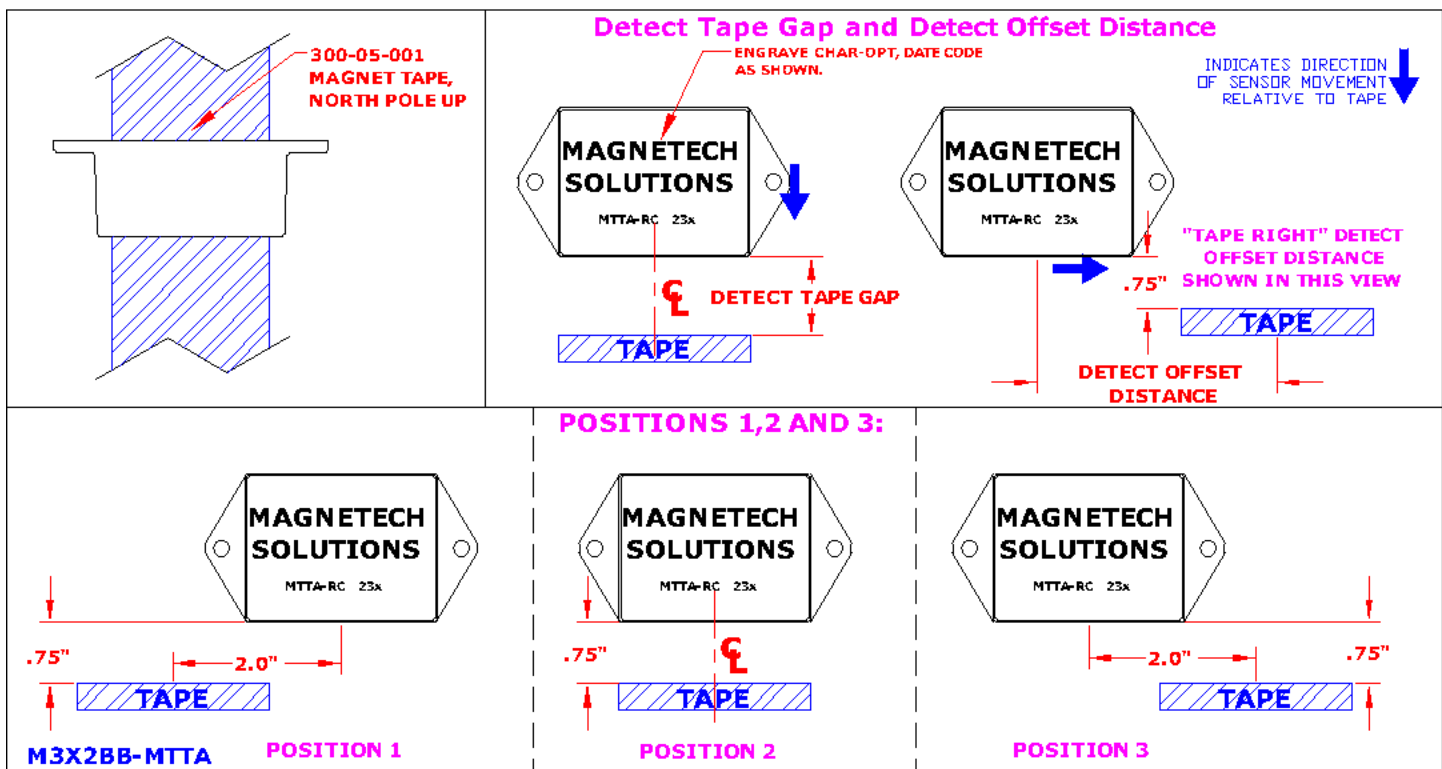 300-05-001
MAGNET TAPE,
NORTH POLE UP
Detect Tape Gap and Detect Offset Distance
ENGRAVE CHAR-OPT, DATE CODE
AS SHOWN.
INDICATES DIRECTION
OF SENSOR MOVEMENT
RELATIVE TO TAPE
MAGNETECH
SOLUTIONS
MTTA-RC 23x
DETECT TAPE GAP
TAPE
MAGNETECH
SOLUTIONS
MTTA-RC 23x
"TAPE RIGHT" DETECT
OFFSET DISTANCE
SHOWN IN THIS VIEW
.75"
TAPE
DETECT OFFSET
DISTANCE
POSITIONS 1,2 AND 3:
MAGNETECH
SOLUTIONS
MTTA-RC 23x
.75"
2.0"
TAPE
M3X2BB-MTTA
POSITION 1
MAGNETECH
SOLUTIONS
MTTA-RC 23x
.75"
TAPE
POSITION 2
MAGNETECH
SOLUTIONS
MTTA-RC 23x
2.0"
.75"
TAPE
POSITION 3